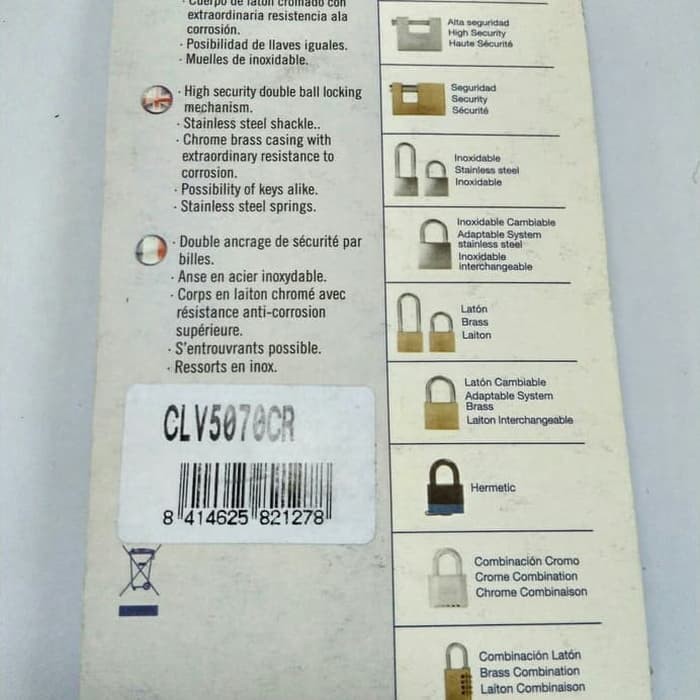 · Cuerpo de latón cromado con
extraordinaria resistencia ala
corrosión.
· Posibilidad de llaves iguales.
· Muelles de inoxidable.
· High security double ball locking
mechanism.
· Stainless steel shackle..
· Chrome brass casing with
extraordinary resistance to
corrosion.
· Possibility of keys alike.
· Stainless steel springs.
· Double ancrage de sécurité par
billes.
· Anse en acier inoxydable.
· Corps en laiton chromé avec
résistance anti-corrosion
supérieure.
· S'entrouvrants possible.
· Ressorts en inox.
CLV5070CR
8 414625 821278
Alta seguridad
High Security
Haute Sécurité
Seguridad
Security
Sécurité
Inoxidable
Stainless steel
Inoxidable
Inoxidable Cambiable
Adaptable System
stainless steel
Inoxidable
interchangeable
Latón
Brass
Laiton
Latón Cambiable
Adaptable System
Brass
Laiton Interchangeable
Hermetic
Combinación Cromo
Crome Combination
Chrome Combinaison
Combinación Latón
Brass Combination
Laiton Combinaison